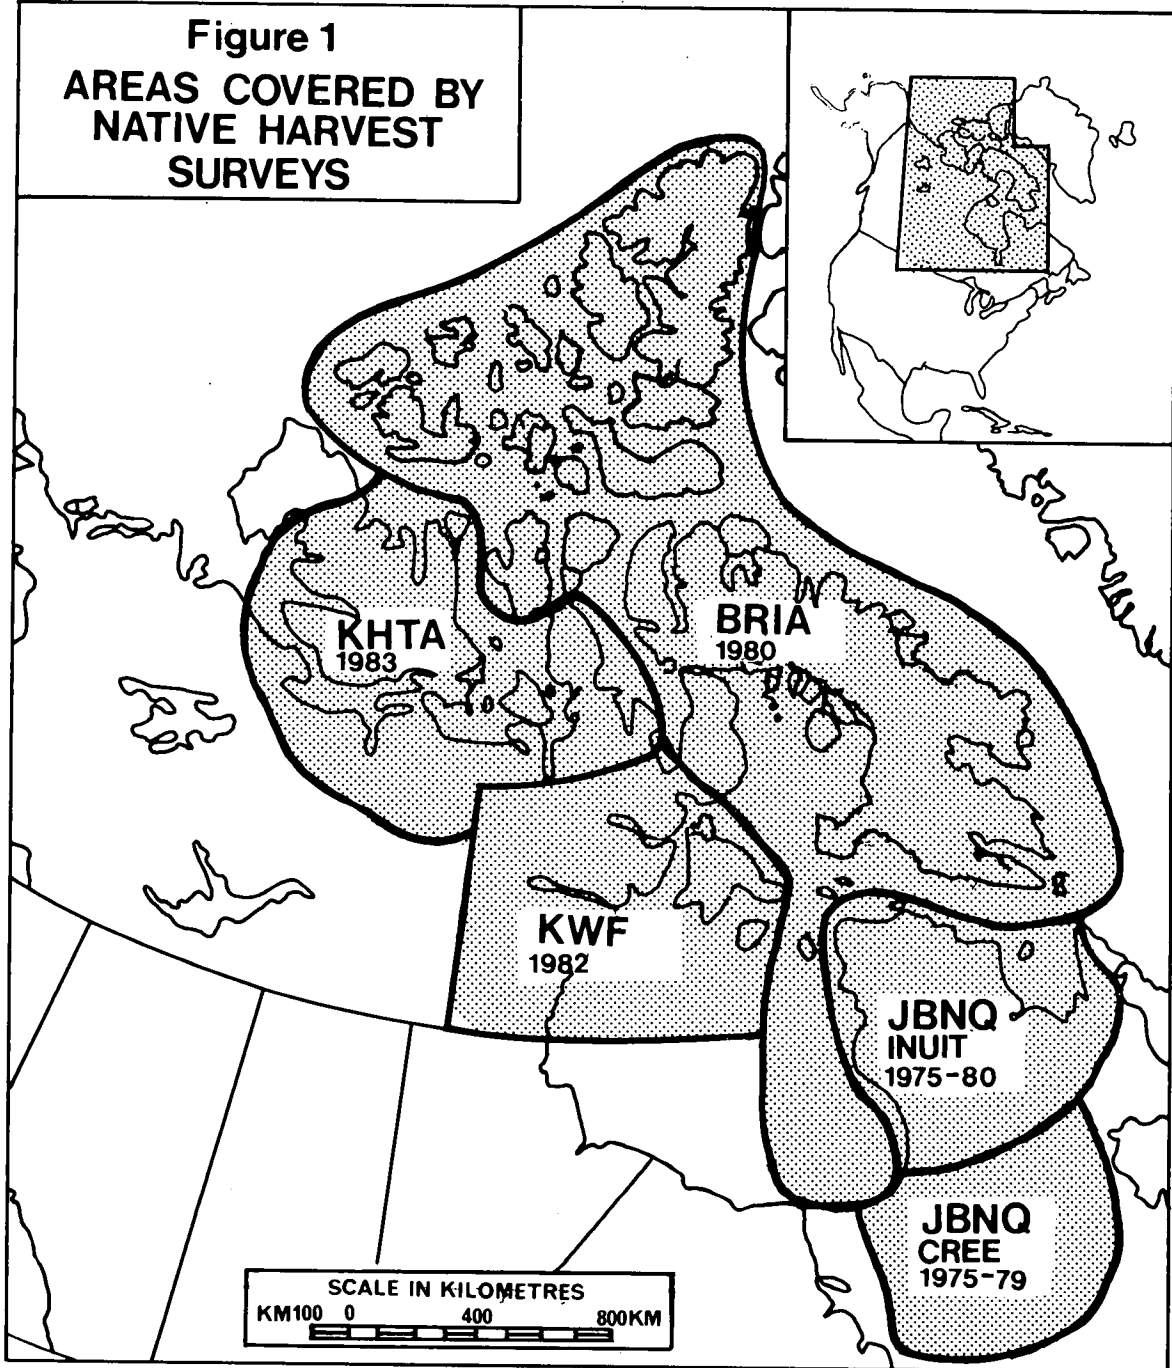 Figure 1
AREAS COVERED BY
NATIVE HARVEST
SURVEYS
KHTA
1983
BRIA
1980
KWF
1982
JBNQ
INUIT
1975-80
JBNQ
CREE
1975-79
SCALE IN KILOMETRES
KM100 0 400 800KM